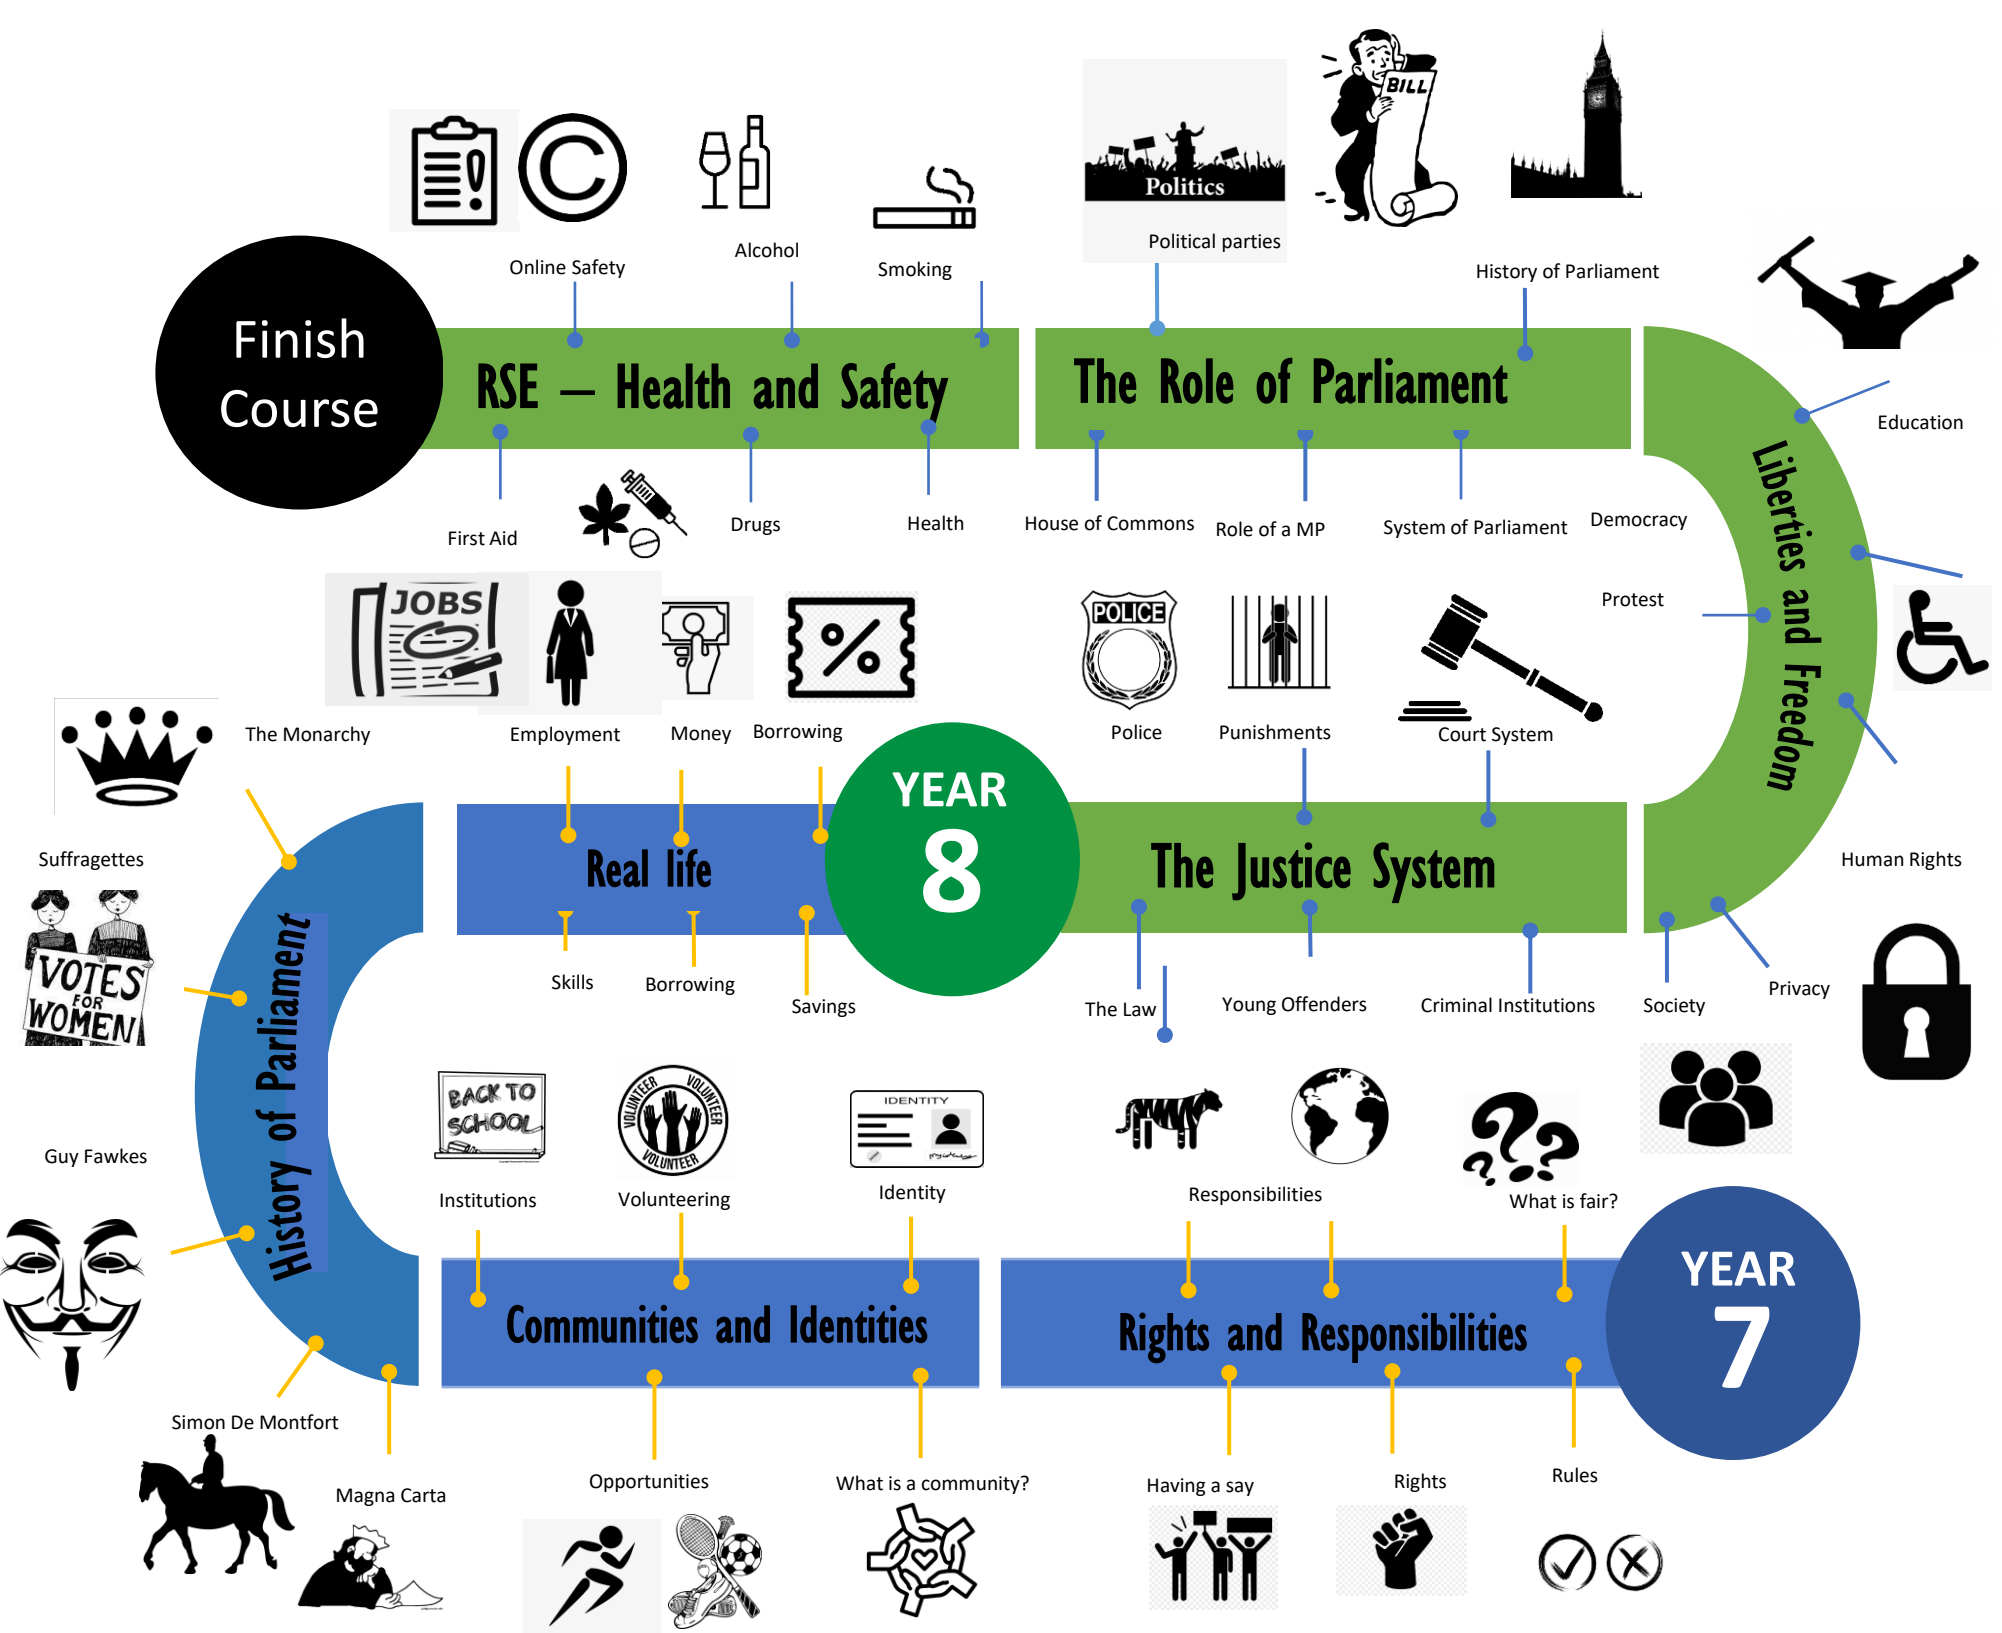 BILL
Politics
Political parties
Alcohol
Online Safety
Smoking
History of Parliament
Finish
Course
RSE – Health and Safety
The Role of Parliament
Education
Liberties and Freedom
First Aid
Drugs
Health
House of Commons
Role of a MP
System of Parliament
Democracy
Protest
JOBS
POLICE
The Monarchy
Employment
Money
Borrowing
Police
Punishments
Court System
YEAR
8
Real life
The Justice System
Suffragettes
Human Rights
VOTES
FOR
WOMEN
History of Parliament
Skills
Borrowing
Savings
The Law
Young Offenders
Criminal Institutions
Society
Privacy
BACK TO
SCHOOL
VOLUNTEER
VOLUNTEER
VOLUNTEER
IDENTITY
Guy Fawkes
Institutions
Volunteering
Identity
Responsibilities
What is fair?
YEAR
7
Communities and Identities
Rights and Responsibilities
Simon De Montfort
Magna Carta
Opportunities
What is a community?
Having a say
Rights
Rules